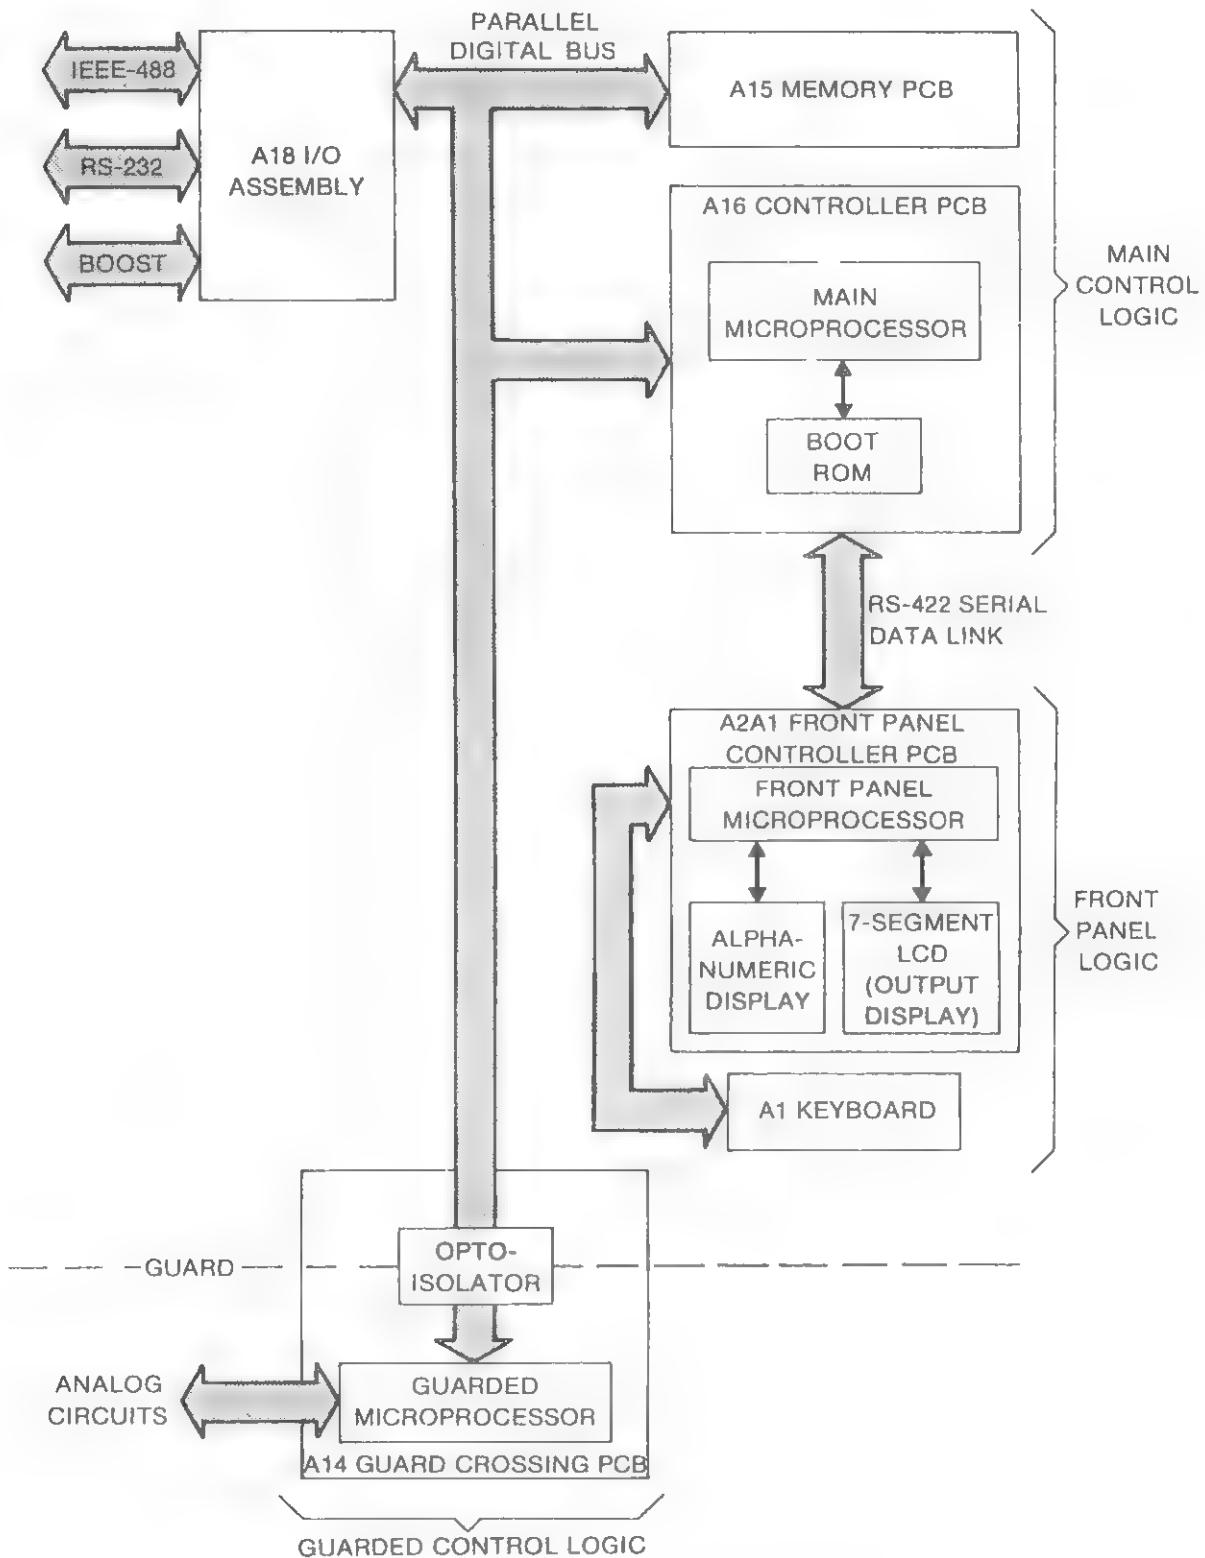 PARALLEL
DIGITAL BUS
IEEE-488
RS-232
BOOST
A18 I/O
ASSEMBLY
A15 MEMORY PCB
A16 CONTROLLER PCB
MAIN
MICROPROCESSOR
BOOT
ROM
MAIN
CONTROL
LOGIC
RS-422 SERIAL
DATA LINK
A2A1 FRONT PANEL
CONTROLLER PCB
FRONT PANEL
MICROPROCESSOR
ALPHA-
NUMERIC
DISPLAY
7-SEGMENT
LCD
(OUTPUT
DISPLAY)
FRONT
PANEL
LOGIC
A1 KEYBOARD
OPTO-
ISOLATOR
GUARD
ANALOG
CIRCUITS
GUARDED
MICROPROCESSOR
A14 GUARD CROSSING PCB
GUARDED CONTROL LOGIC